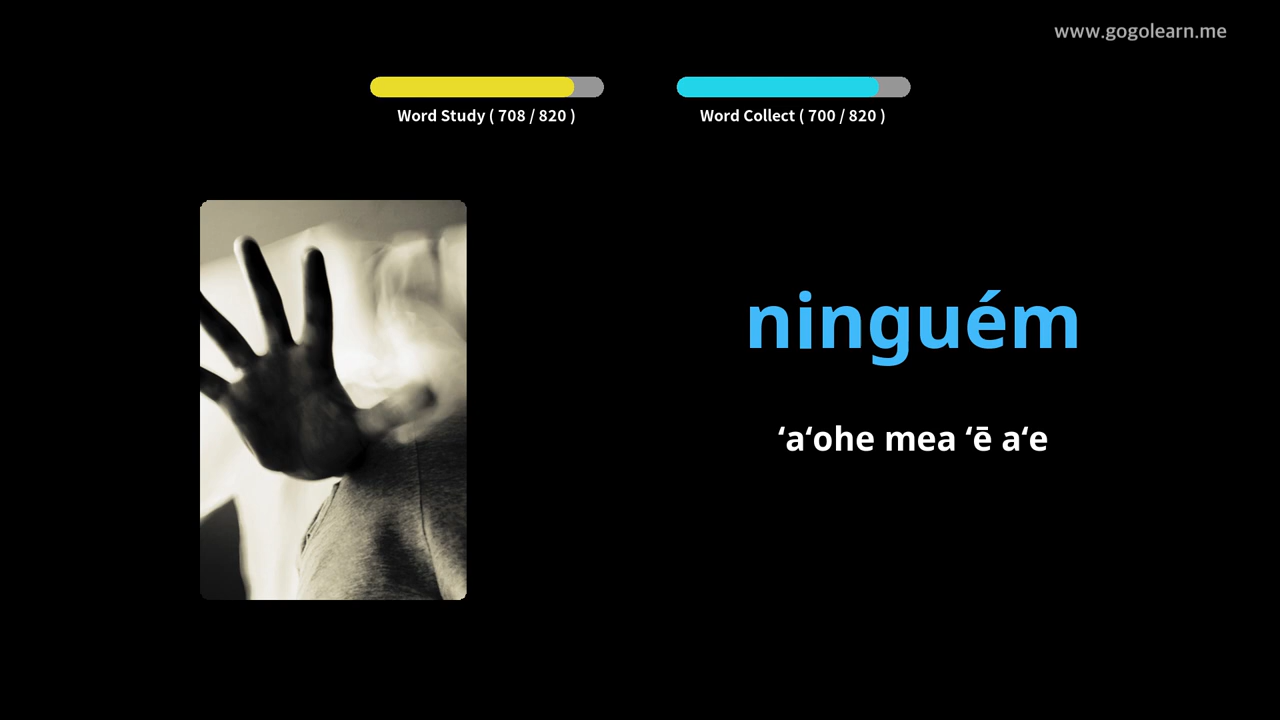 www.gogolearn.me
Word Study ( 708 / 820 )
Word Collect ( 700 / 820 )
ninguém
ʻaʻohe mea ʻē aʻe